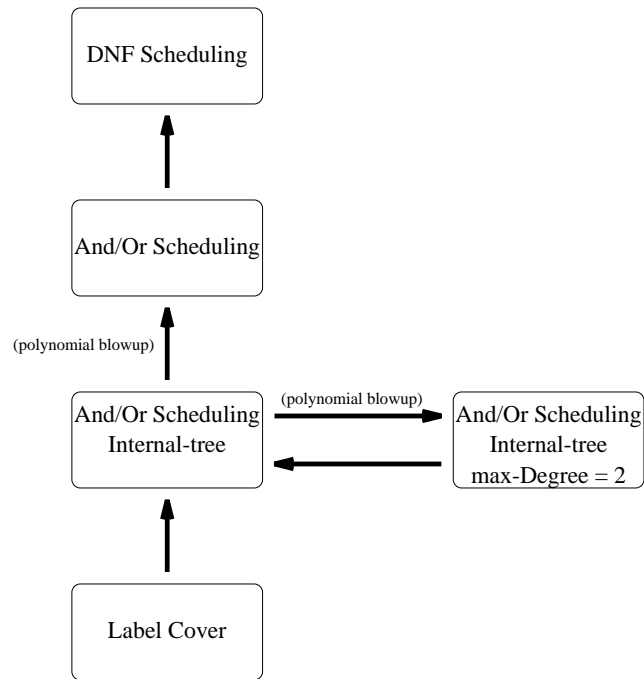 DNF Scheduling
And/Or Scheduling
(polynomial blowup)
And/Or Scheduling
Internal-tree
(polynomial blowup)
And/Or Scheduling
Internal-tree
max-Degree = 2
Label Cover